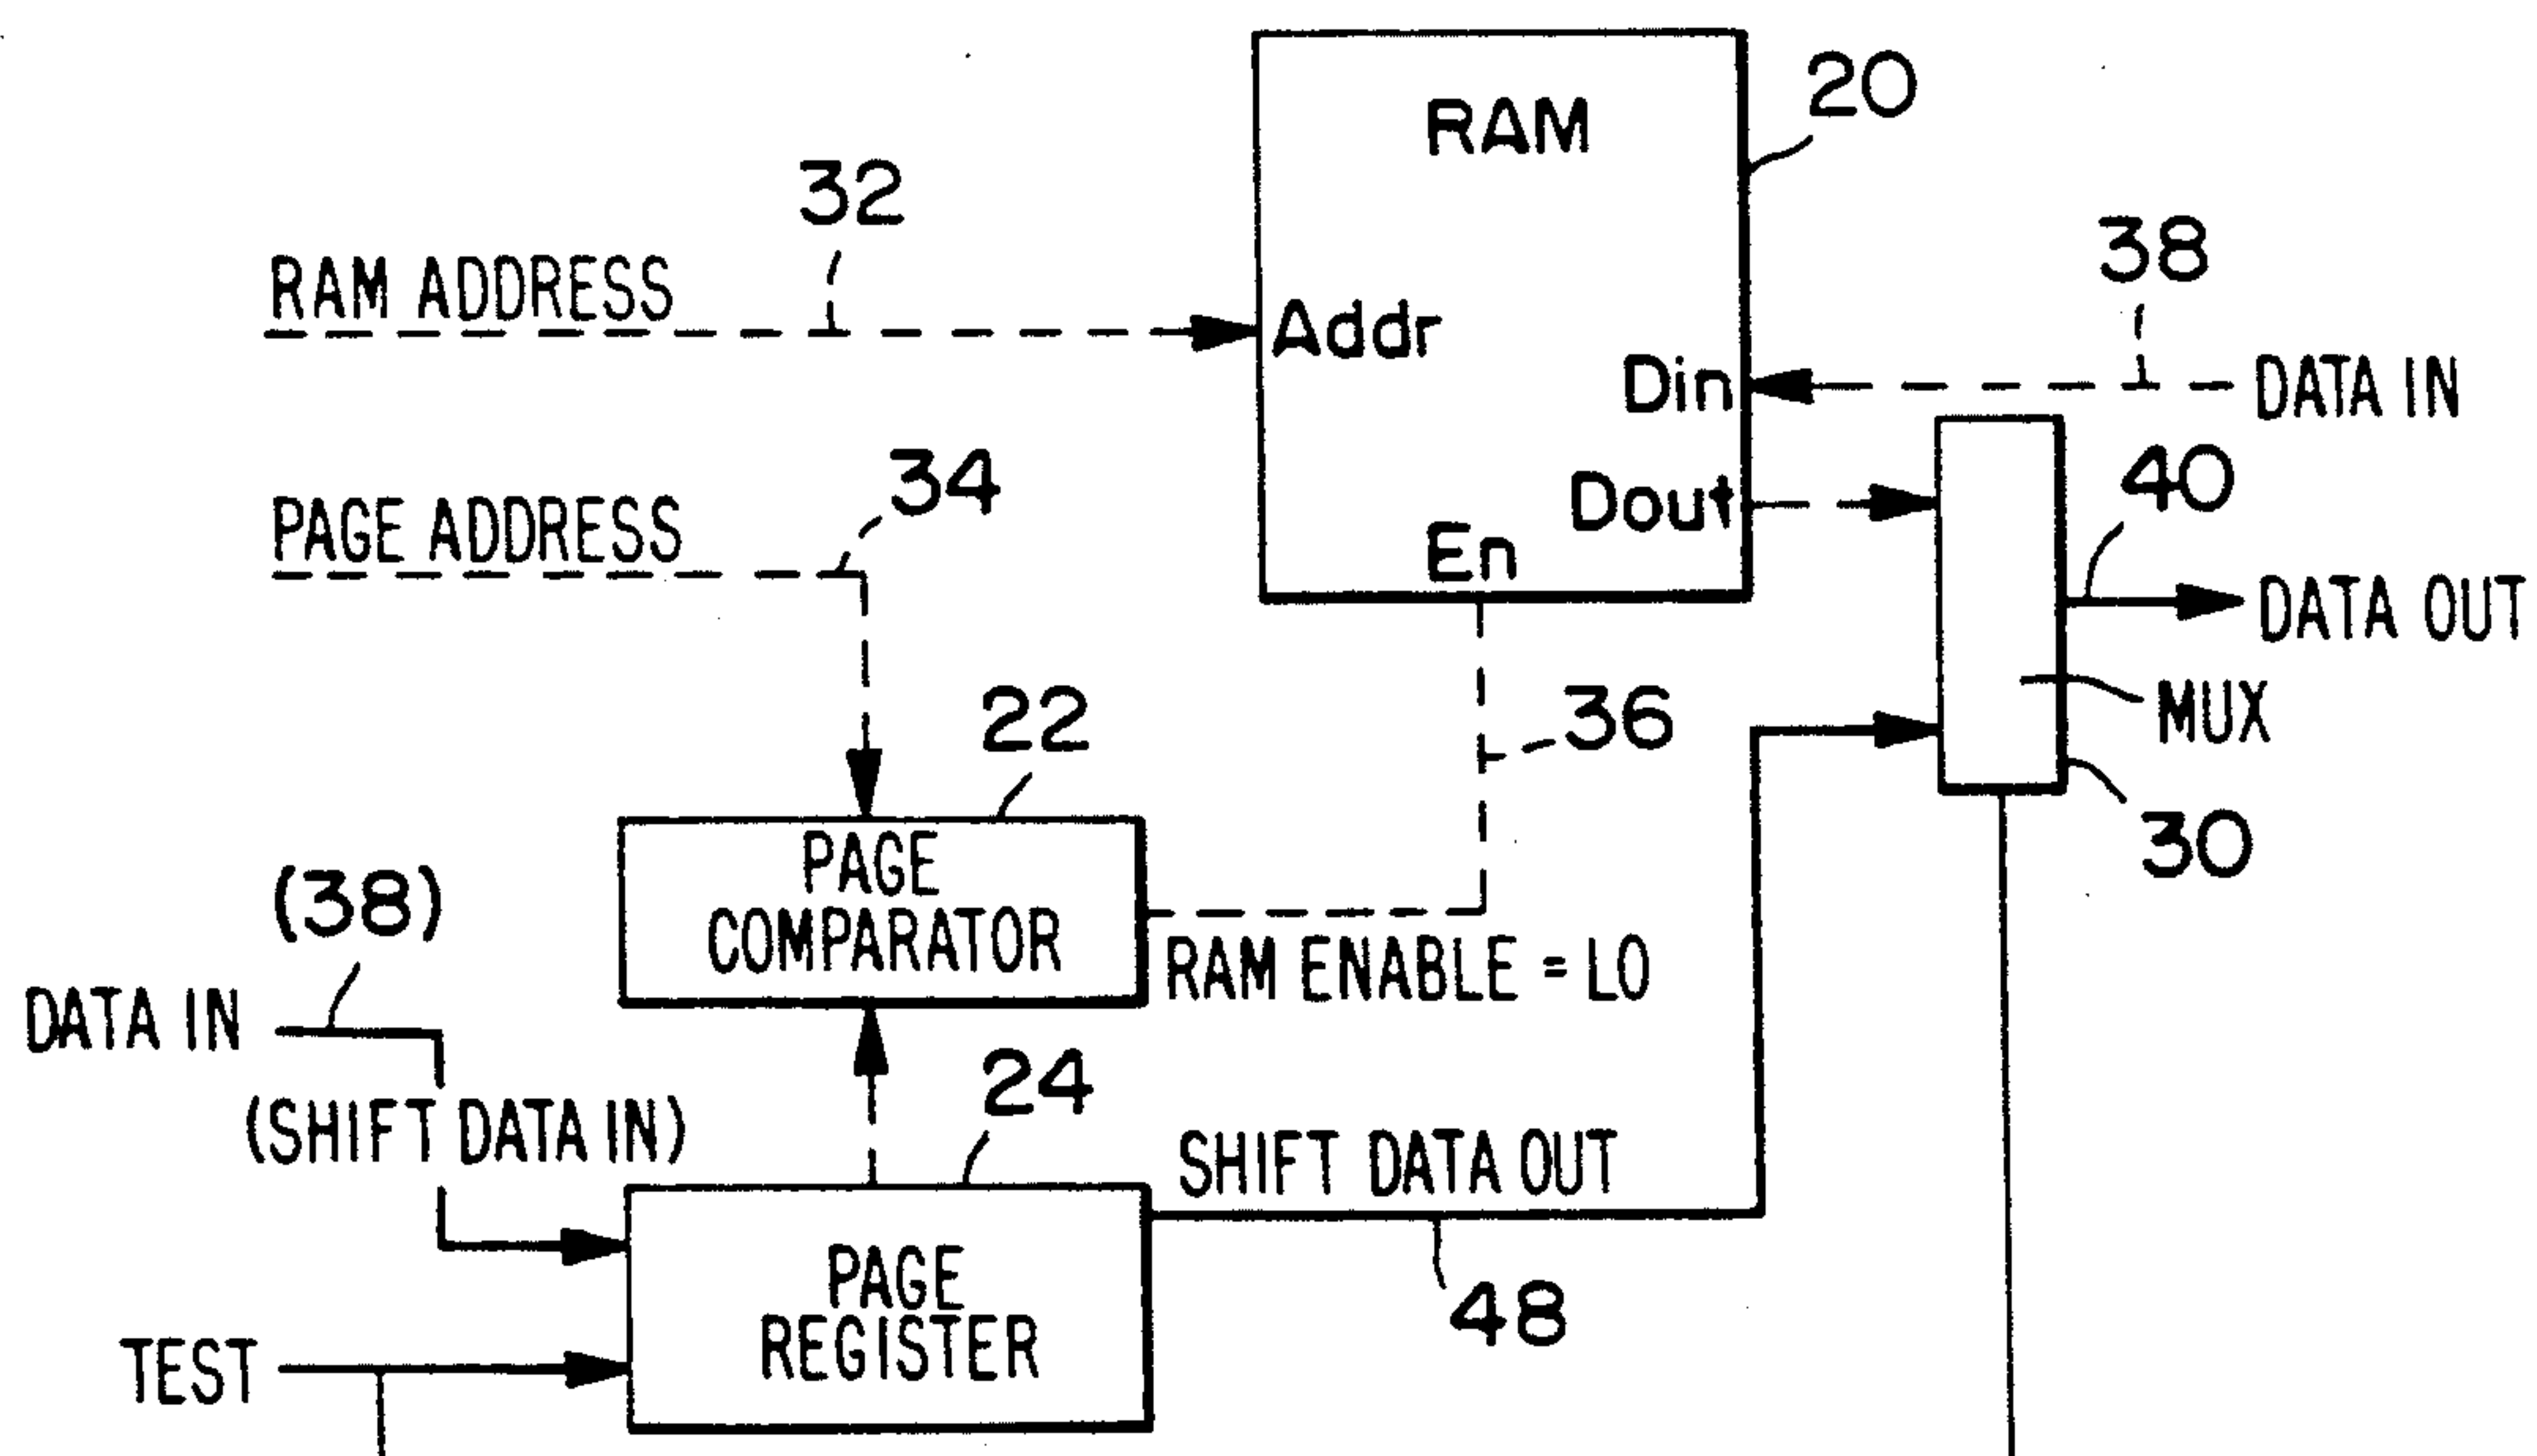 RAM
20
32
RAM ADDRESS
Addr
38
Din
DATA IN
34
PAGE ADDRESS
Dout
40
En
DATA OUT
22
36
MUX
PAGE
COMPARATOR
30
(38)
RAM ENABLE = LO
DATA IN
(SHIFT DATA IN)
24
SHIFT DATA OUT
PAGE
REGISTER
48
TEST